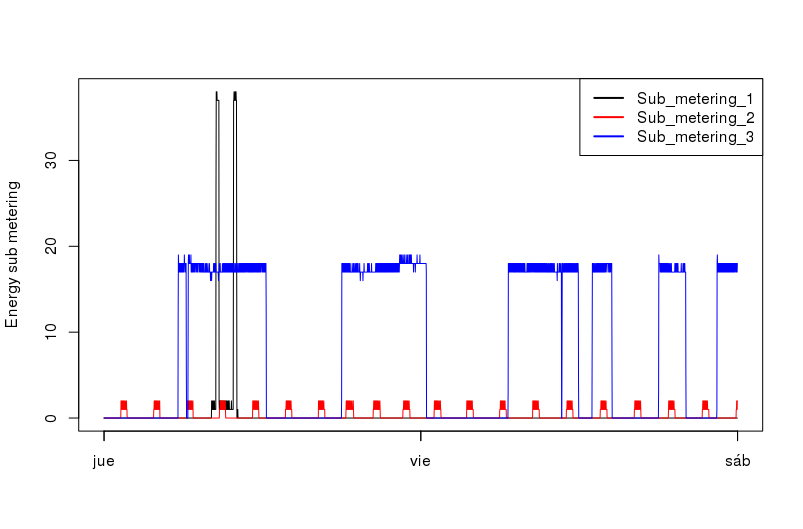 Sub_metering_1
Sub_metering_2
Sub_metering_3
Energy sub metering
30
20
10
0
jue vie sáb